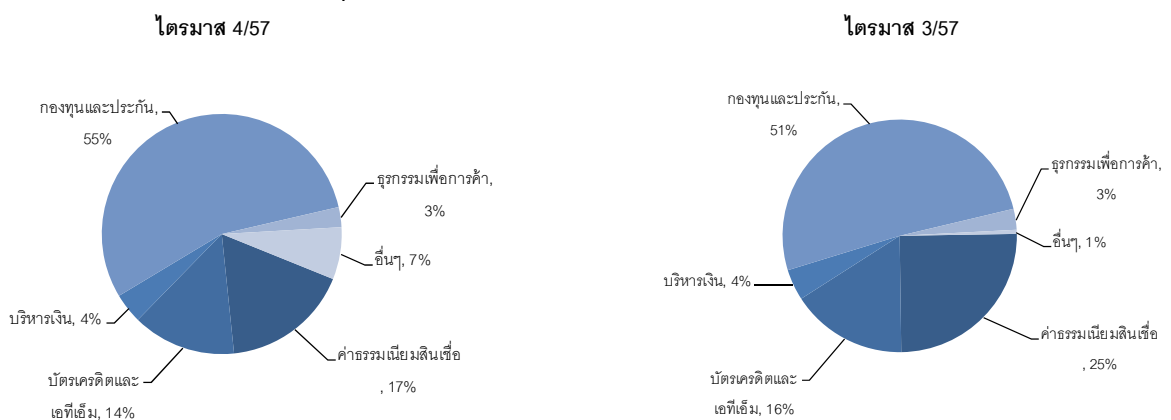 ไตรมาส 4/57
กองทุนและประกัน,
55%
ธุรกรรมเพื่อการค้า,
3%
อื่นๆ, 7%
บริหารเงิน, 4%
ค่าธรรมเนียมสินเชื่อ
, 17%
บัตรเครดิตและ
เอทีเอ็ม, 14%
ไตรมาส 3/57
กองทุนและประกัน,
51%
ธุรกรรมเพื่อการค้า,
3%
อื่นๆ, 1%
บริหารเงิน, 4%
ค่าธรรมเนียมสินเชื่อ
, 25%
บัตรเครดิตและ
เอทีเอ็ม, 16%